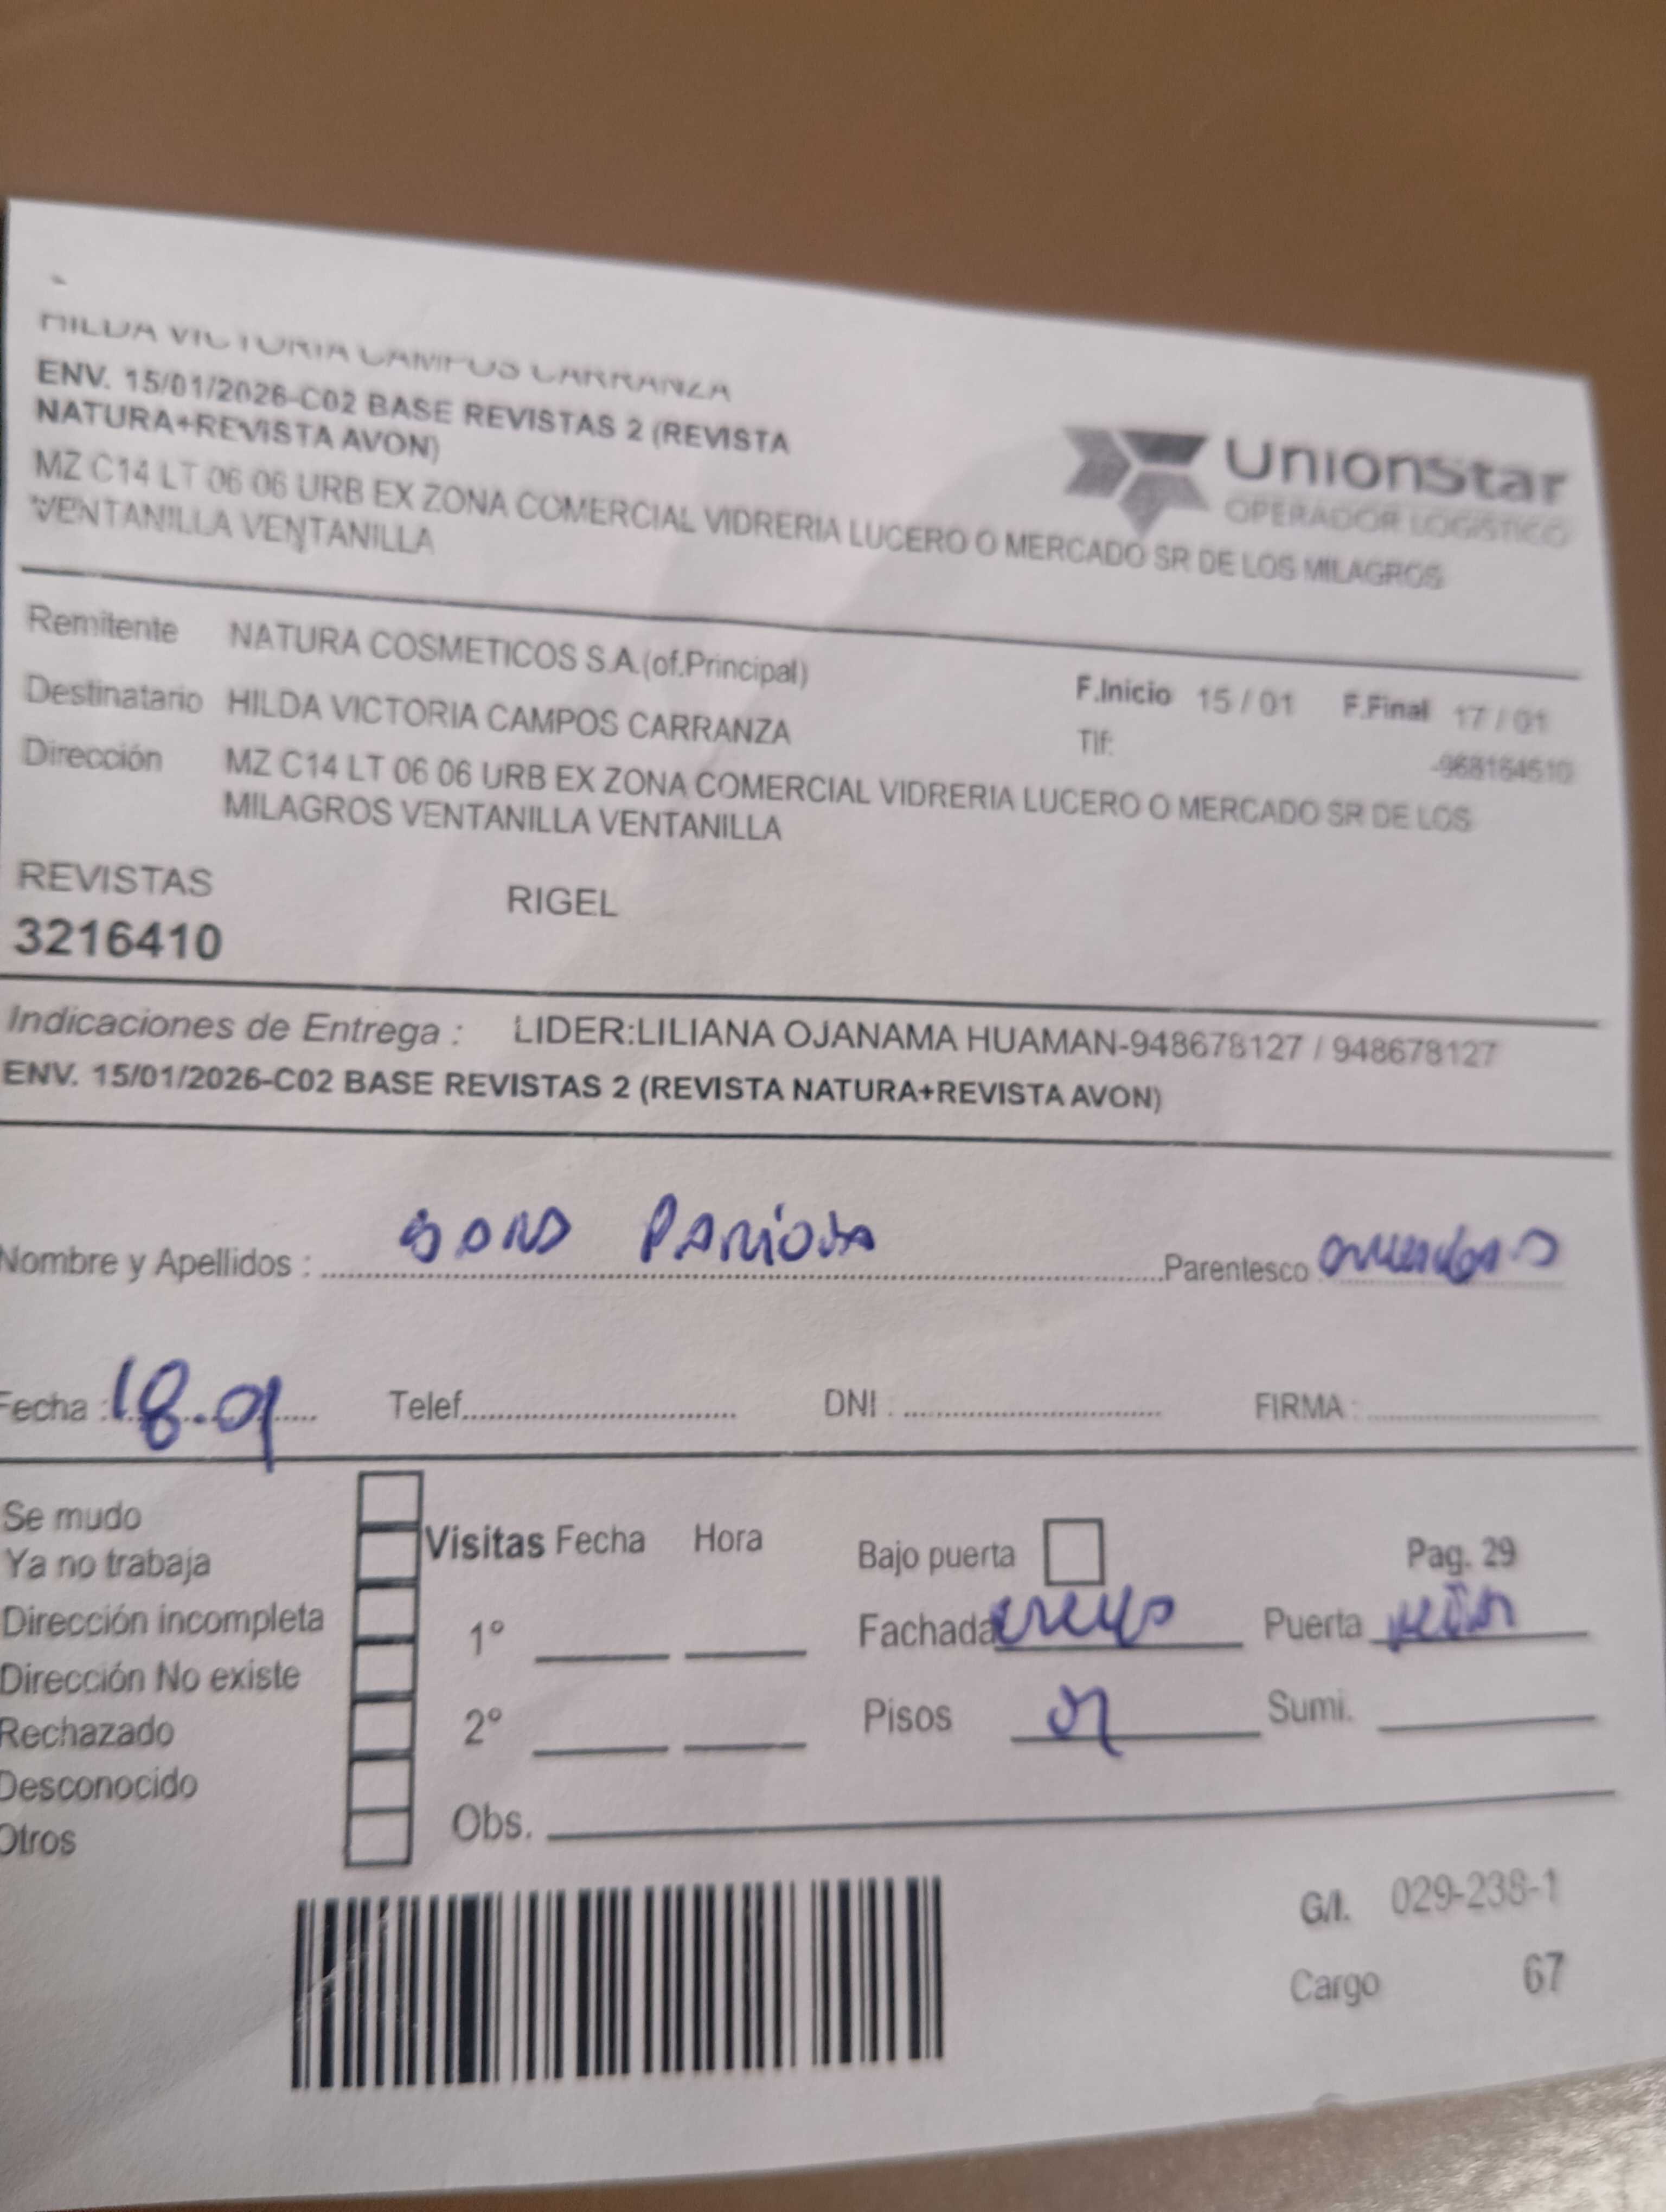 HILDA VICTORIA CAMPOS CARRANZA
ENV. 15/01/2026-C02 BASE REVISTAS 2 (REVISTA
NATURA+REVISTA AVON)
MZ C14 LT 06 06 URB EX ZONA COMERCIAL VIDRERIA LUCERO O MERCADO SR DE LOS MILAGROS
VENTANILLA VENTANILLA
UnionStar
OPERADOR LOGISTICO
Remitente NATURA COSMETICOS S.A.(of.Principal)
Destinatario HILDA VICTORIA CAMPOS CARRANZA
F.Inicio 15 / 01 F.Final 17 / 01
Tlf: -968164510
Dirección MZ C14 LT 06 06 URB EX ZONA COMERCIAL VIDRERIA LUCERO O MERCADO SR DE LOS
MILAGROS VENTANILLA VENTANILLA
REVISTAS RIGEL
3216410
Indicaciones de Entrega : LIDER:LILIANA OJANAMA HUAMAN-948678127 / 948678127
ENV. 15/01/2026-C02 BASE REVISTAS 2 (REVISTA NATURA+REVISTA AVON)
Nombre y Apellidos : Parentesco
Fecha : 18.01 Telef. DNI : FIRMA :
Se mudo
Ya no trabaja
Dirección incompleta
Dirección No existe
Rechazado
Desconocido
Otros
Visitas Fecha Hora
1°
2°
Obs.
Bajo puerta Pag. 29
Fachada Puerta
Pisos 01 Sumi.
G/I. 029-238-1
Cargo 67